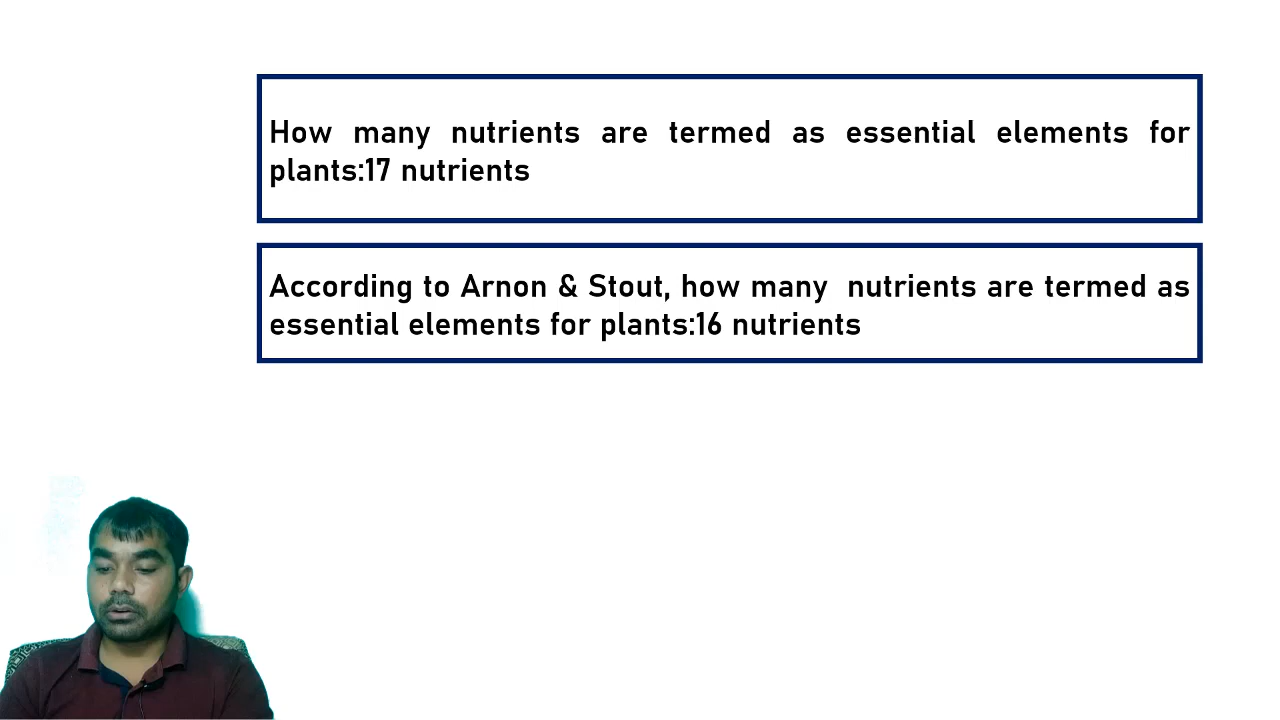 How many nutrients are termed as essential elements for
plants:17 nutrients
According to Arnon & Stout, how many  nutrients are termed as
essential elements for plants:16 nutrients